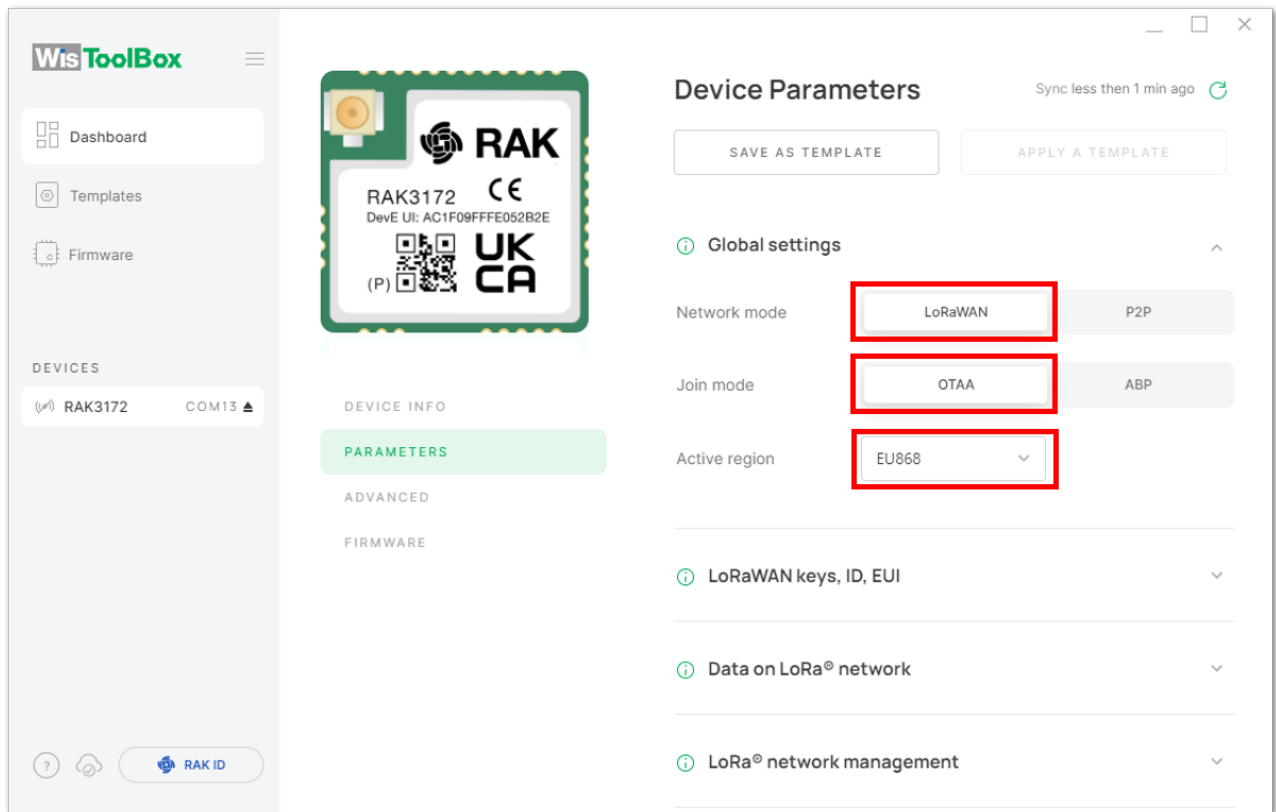 WisToolBox
Dashboard
Templates
Firmware
DEVICES
RAK3172 COM13
RAK ID
RAK
RAK3172
DevE UI: AC1F09FFFE052B2E
(P)
CE
UK
CA
DEVICE INFO
PARAMETERS
ADVANCED
FIRMWARE
Device Parameters
Sync less then 1 min ago
SAVE AS TEMPLATE
APPLY A TEMPLATE
Global settings
Network mode LoRaWAN P2P
Join mode OTAA ABP
Active region EU868
LoRaWAN keys, ID, EUI
Data on LoRa® network
LoRa® network management